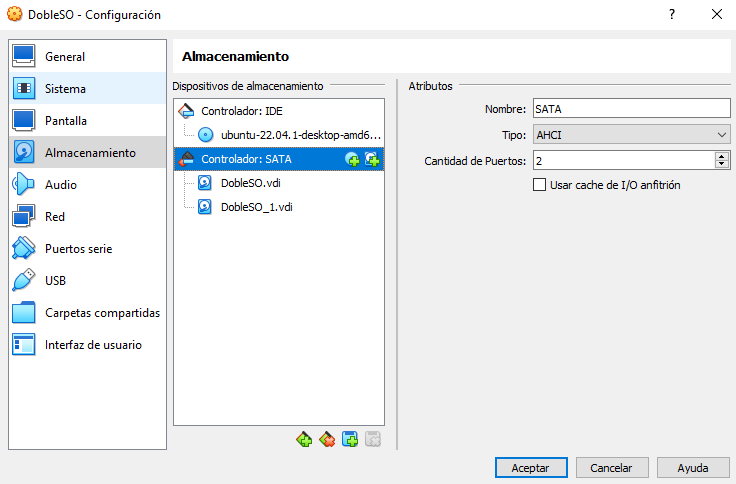 DobleSO - Configuración
?
General
Sistema
Pantalla
Almacenamiento
Audio
Red
Puertos serie
USB
Carpetas compartidas
Interfaz de usuario
Almacenamiento
Dispositivos de almacenamiento
Controlador: IDE
ubuntu-22.04.1-desktop-amd6...
Controlador: SATA
DobleSO.vdi
DobleSO_1.vdi
Atributos
Nombre: SATA
Tipo: AHCI
Cantidad de Puertos: 2
Usar cache de I/O anfitrión
Aceptar Cancelar Ayuda